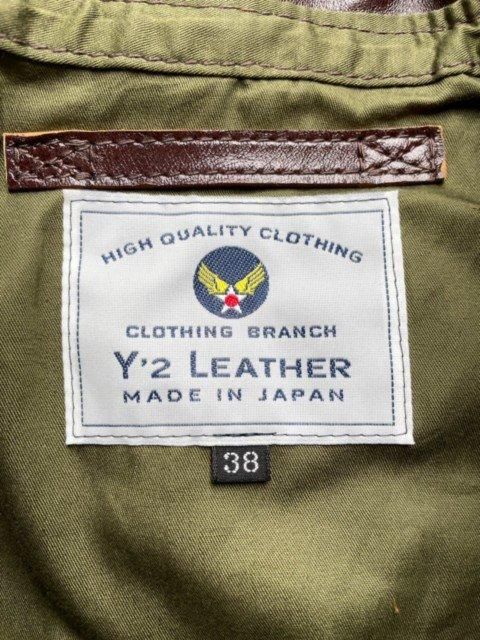 HIGH QUALITY CLOTHING
CLOTHING BRANCH
Y'2 LEATHER
MADE IN JAPAN
38